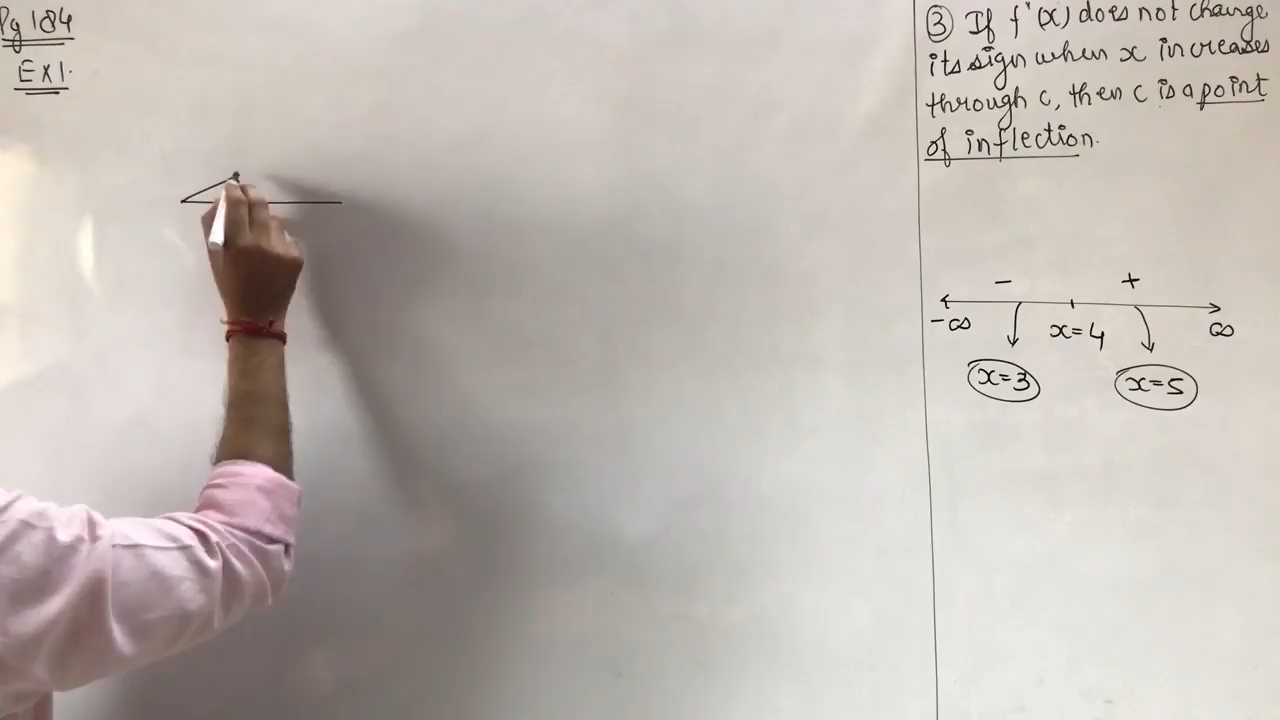 Pg 184
Ex 1.
③ If f'(x) does not change
its sign when x increases
through c, then c is a point
of inflection.
- +
-∞ x=4 ∞
x=3 x=5